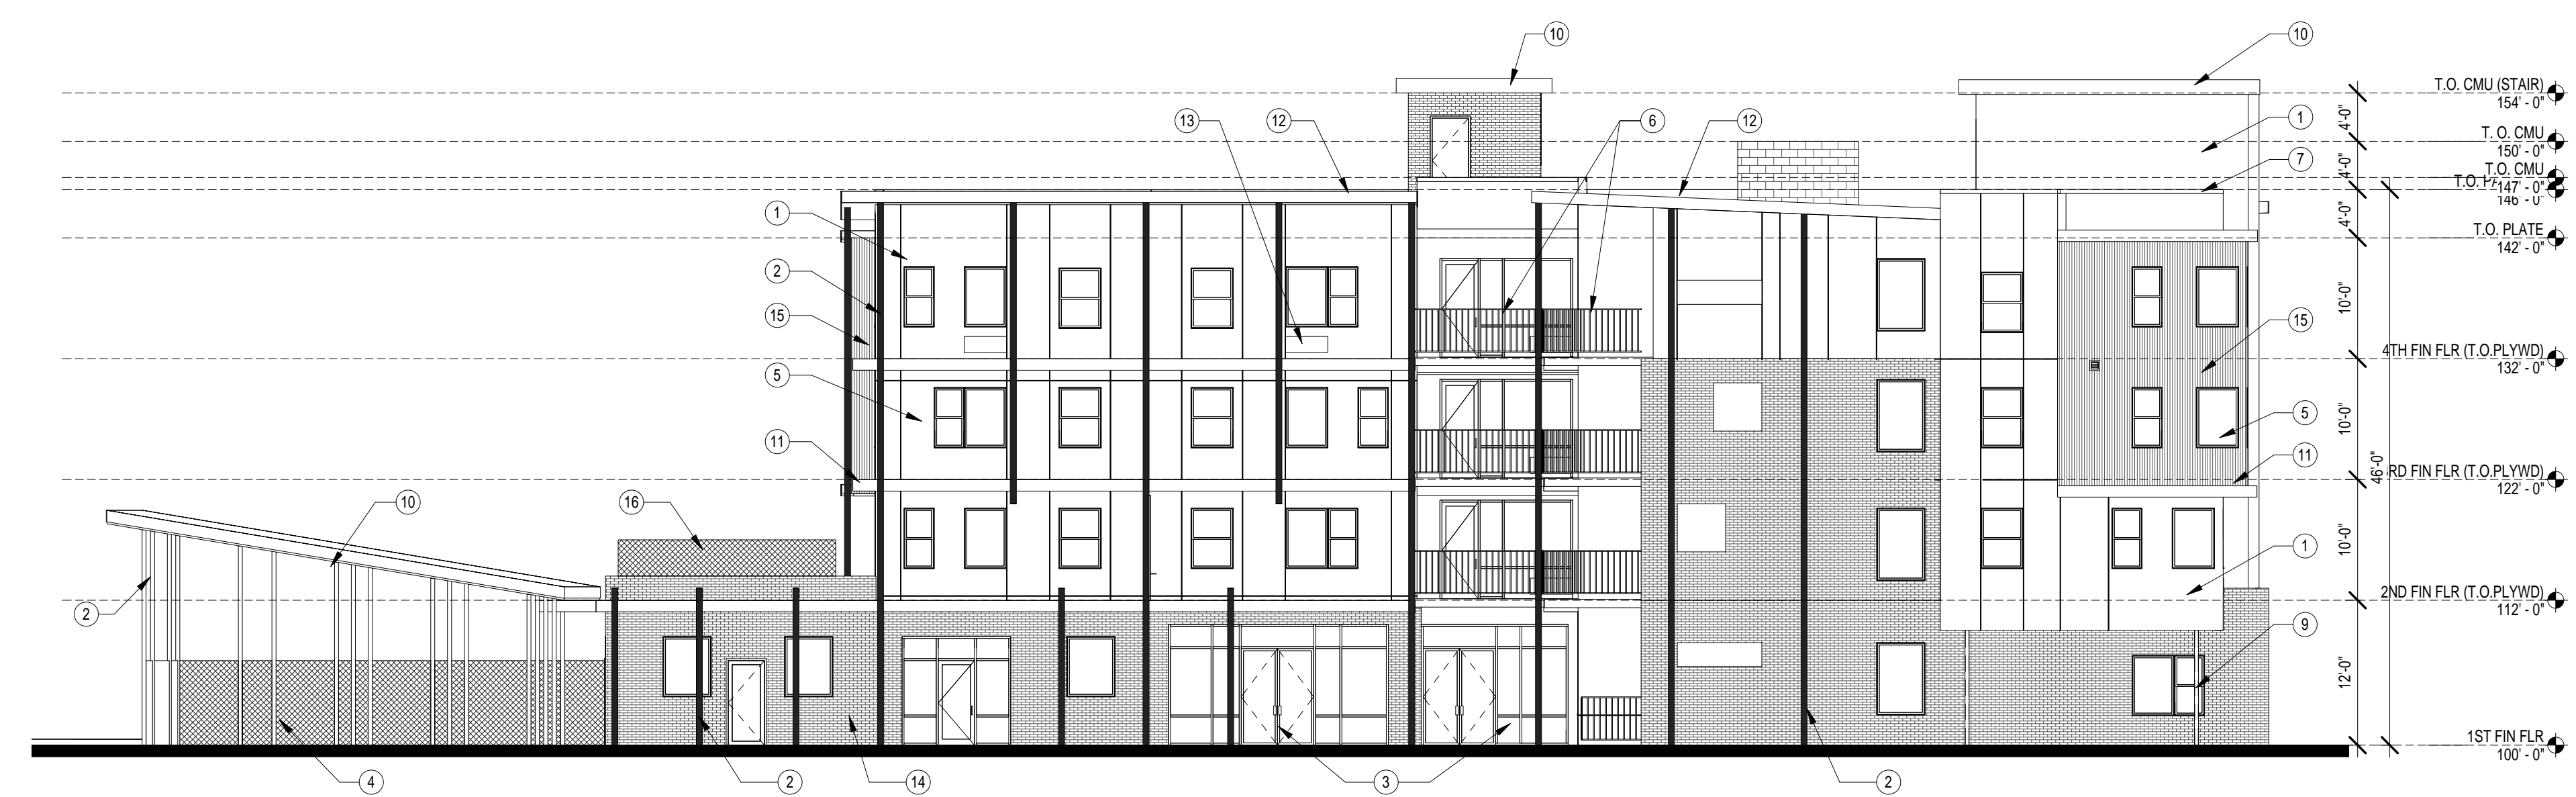 10
10
T.O. CMU (STAIR)
154' - 0"
4'-0"
13
12
6
12
1
T. O. CMU
150' - 0"
4'-0"
7
T.O. CMU
147' - 0"
146' - 0"
1
4'-0"
T.O. PLATE
142' - 0"
2
15
10'-0"
15
4TH FIN FLR (T.O.PLYWD)
132' - 0"
5
10'-0"
5
11
11
46'-0"
RD FIN FLR (T.O.PLYWD)
122' - 0"
16
10
10'-0"
1
2ND FIN FLR (T.O.PLYWD)
112' - 0"
2
9
12'-0"
1ST FIN FLR
100' - 0"
4
2
14
3
2